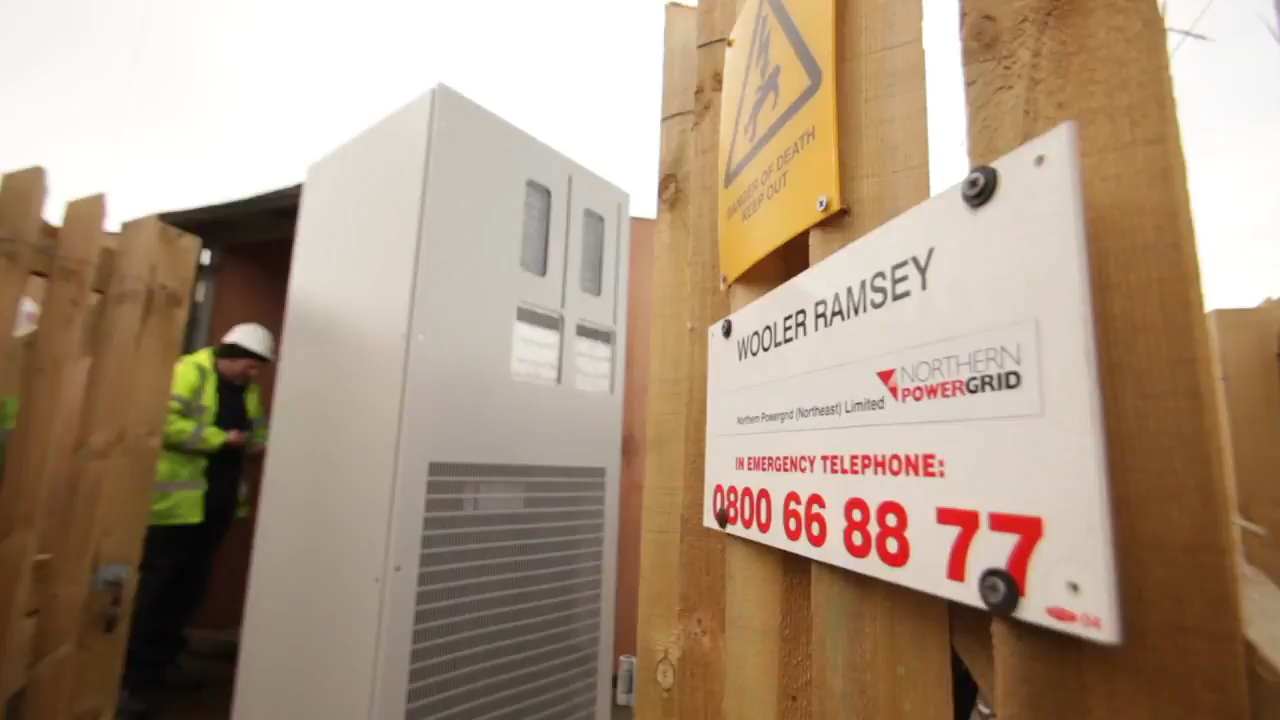 DANGER OF DEATH
KEEP OUT
WOOLER RAMSEY
NORTHERN
POWERGRID
Northern Powergrid (Northeast) Limited
IN EMERGENCY TELEPHONE:
0800 66 88 77